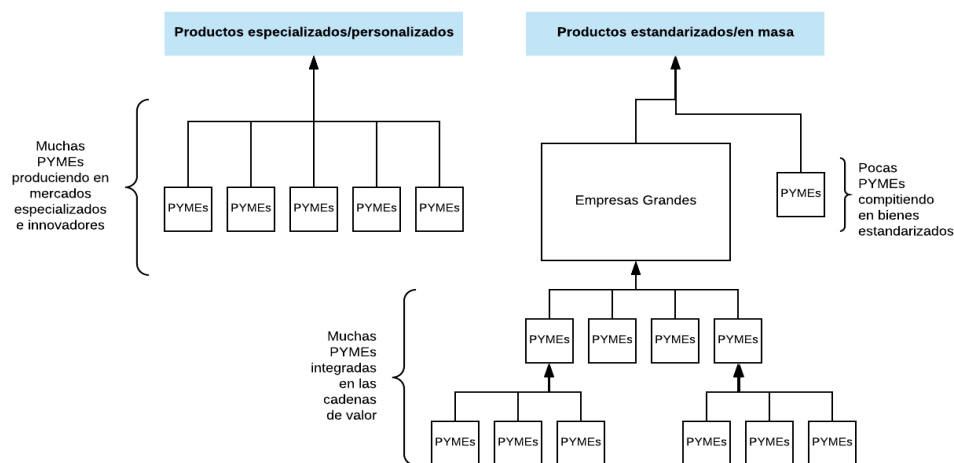 Productos especializados/personalizados
Productos estandarizados/en masa
Muchas
PYMEs
produciendo en
mercados
especializados
e innovadores
PYMEs
PYMEs
PYMEs
PYMEs
PYMEs
Empresas Grandes
PYMEs
Pocas
PYMEs
compitiendo
en bienes
estandarizados
Muchas
PYMEs
integradas
en las
cadenas
de valor
PYMEs
PYMEs
PYMEs
PYMEs
PYMEs
PYMEs
PYMEs
PYMEs
PYMEs
PYMEs